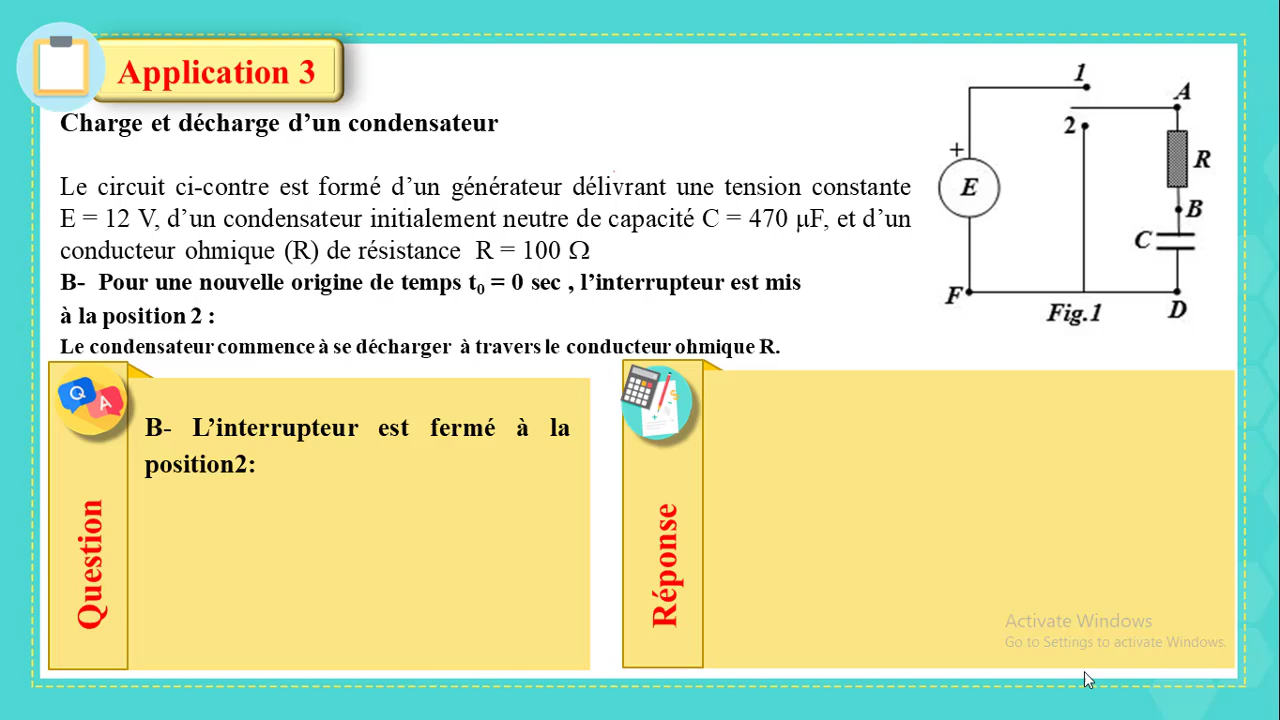 Application 3
Charge et décharge d’un condensateur
Le circuit ci-contre est formé d’un générateur délivrant une tension constante
E = 12 V, d’un condensateur initialement neutre de capacité C = 470 μF, et d’un
conducteur ohmique (R) de résistance R = 100 Ω
B- Pour une nouvelle origine de temps t₀ = 0 sec , l’interrupteur est mis
à la position 2 :
Le condensateur commence à se décharger à travers le conducteur ohmique R.
1
A
2
+
R
E
B
C
F
Fig.1
D
Q
A
B- L’interrupteur est fermé à la
position2:
Question
Réponse
Activate Windows
Go to Settings to activate Windows.